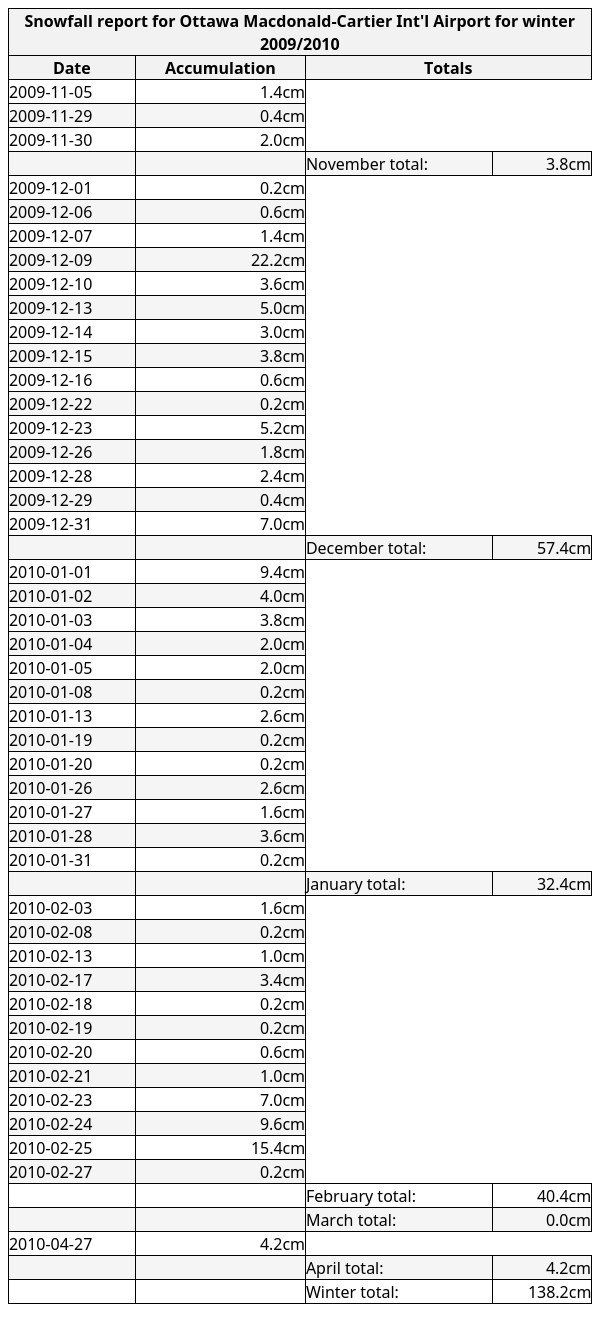 Snowfall report for Ottawa Macdonald-Cartier Int'l Airport for winter
2009/2010
Date Accumulation Totals
2009-11-05 1.4cm
2009-11-29 0.4cm
2009-11-30 2.0cm
November total: 3.8cm
2009-12-01 0.2cm
2009-12-06 0.6cm
2009-12-07 1.4cm
2009-12-09 22.2cm
2009-12-10 3.6cm
2009-12-13 5.0cm
2009-12-14 3.0cm
2009-12-15 3.8cm
2009-12-16 0.6cm
2009-12-22 0.2cm
2009-12-23 5.2cm
2009-12-26 1.8cm
2009-12-28 2.4cm
2009-12-29 0.4cm
2009-12-31 7.0cm
December total: 57.4cm
2010-01-01 9.4cm
2010-01-02 4.0cm
2010-01-03 3.8cm
2010-01-04 2.0cm
2010-01-05 2.0cm
2010-01-08 0.2cm
2010-01-13 2.6cm
2010-01-19 0.2cm
2010-01-20 0.2cm
2010-01-26 2.6cm
2010-01-27 1.6cm
2010-01-28 3.6cm
2010-01-31 0.2cm
January total: 32.4cm
2010-02-03 1.6cm
2010-02-08 0.2cm
2010-02-13 1.0cm
2010-02-17 3.4cm
2010-02-18 0.2cm
2010-02-19 0.2cm
2010-02-20 0.6cm
2010-02-21 1.0cm
2010-02-23 7.0cm
2010-02-24 9.6cm
2010-02-25 15.4cm
2010-02-27 0.2cm
February total: 40.4cm
March total: 0.0cm
2010-04-27 4.2cm
April total: 4.2cm
Winter total: 138.2cm